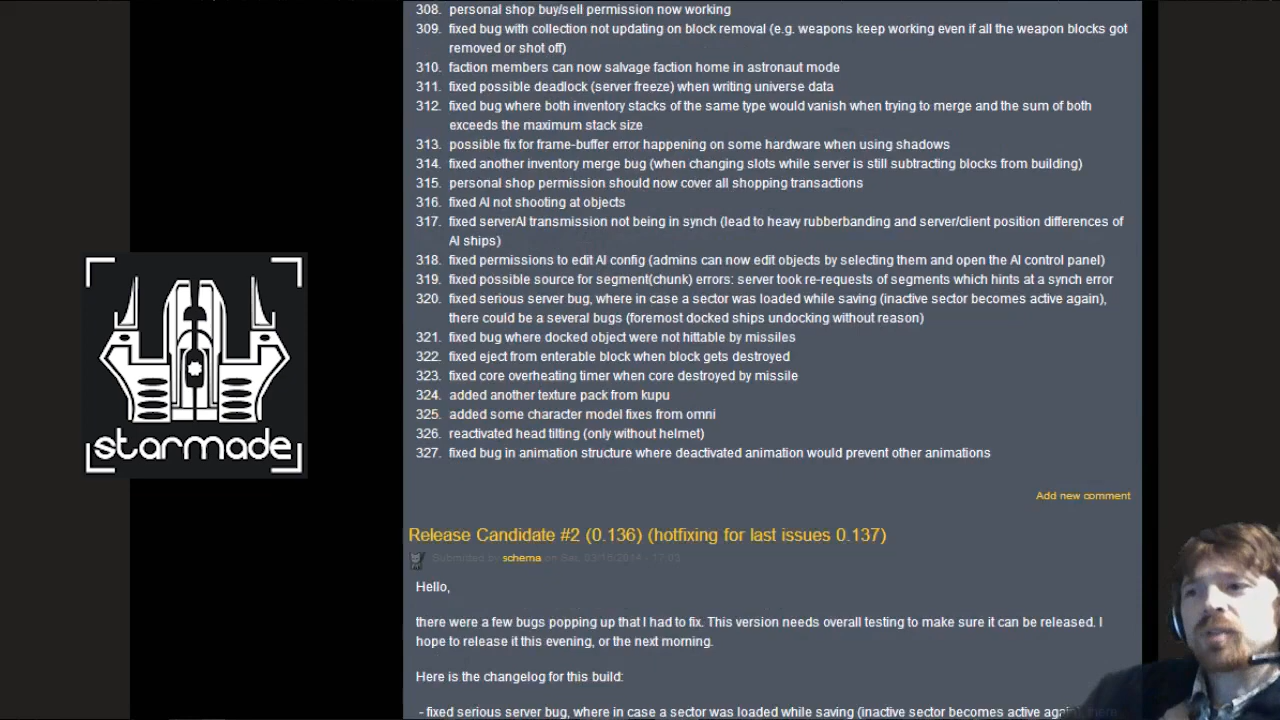 308. personal shop buy/sell permission now working
309. fixed bug with collection not updating on block removal (e.g. weapons keep working even if all the weapon blocks got
removed or shot off)
310. faction members can now salvage faction home in astronaut mode
311. fixed possible deadlock (server freeze) when writing universe data
312. fixed bug where both inventory stacks of the same type would vanish when trying to merge and the sum of both
exceeds the maximum stack size
313. possible fix for frame-buffer error happening on some hardware when using shadows
314. fixed another inventory merge bug (when changing slots while server is still subtracting blocks from building)
315. personal shop permission should now cover all shopping transactions
316. fixed AI not shooting at objects
317. fixed serverAI transmission not being in synch (lead to heavy rubberbanding and server/client position differences of
AI ships)
318. fixed permissions to edit AI config (admins can now edit objects by selecting them and open the AI control panel)
319. fixed possible source for segment(chunk) errors: server took re-requests of segments which hints at a synch error
320. fixed serious server bug, where in case a sector was loaded while saving (inactive sector becomes active again),
there could be a several bugs (foremost docked ships undocking without reason)
321. fixed bug where docked object were not hittable by missiles
322. fixed eject from enterable block when block gets destroyed
323. fixed core overheating timer when core destroyed by missile
324. added another texture pack from kupu
325. added some character model fixes from omni
326. reactivated head tilting (only without helmet)
327. fixed bug in animation structure where deactivated animation would prevent other animations
starmade
Add new comment
Release Candidate #2 (0.136) (hotfixing for last issues 0.137)
Submitted by schema on Sat, 03/15/2014 - 17:03
Hello,
there were a few bugs popping up that I had to fix. This version needs overall testing to make sure it can be released. I
hope to release it this evening, or the next morning.
Here is the changelog for this build:
- fixed serious server bug, where in case a sector was loaded while saving (inactive sector becomes active again), there